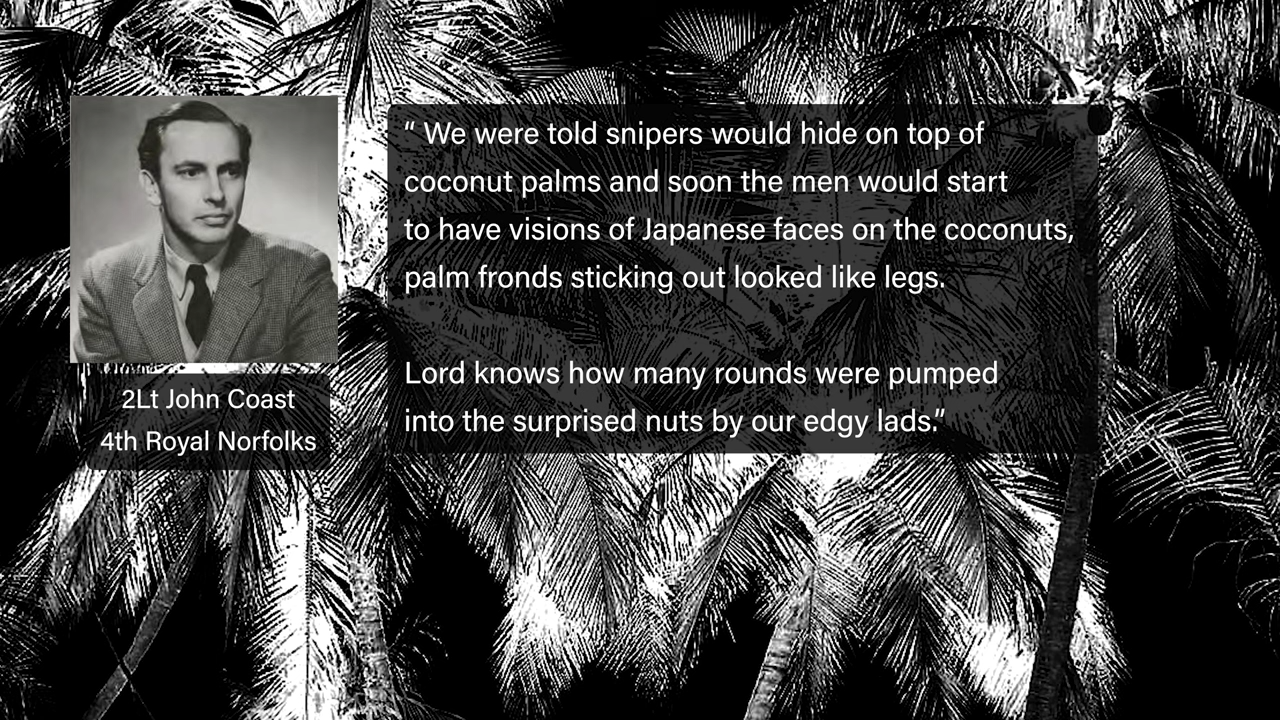 “ We were told snipers would hide on top of
coconut palms and soon the men would start
to have visions of Japanese faces on the coconuts,
palm fronds sticking out looked like legs.
Lord knows how many rounds were pumped
into the surprised nuts by our edgy lads.”
2Lt John Coast
4th Royal Norfolks